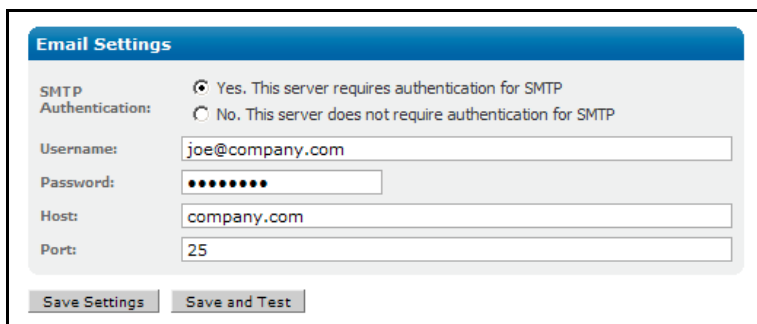 Email Settings
SMTP Authentication:
Yes. This server requires authentication for SMTP
No. This server does not require authentication for SMTP
Username: joe@company.com
Password: ●●●●●●●●
Host: company.com
Port: 25
Save Settings Save and Test